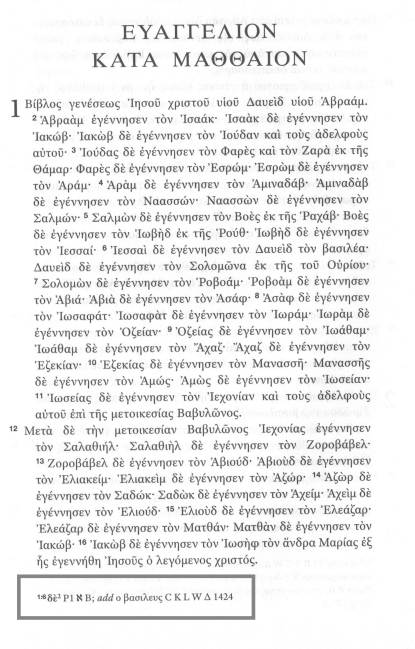 ΕΥΑΓΓΕΛΙΟΝ
ΚΑΤΑ ΜΑΘΘΑΙΟΝ
1 Βίβλος γενέσεως Ἰησοῦ χριστοῦ υἱοῦ Δαυεὶδ υἱοῦ Ἀβραάμ.
2 Ἀβραὰμ ἐγέννησεν τὸν Ἰσαάκ· Ἰσαὰκ δὲ ἐγέννησεν τὸν
Ἰακώβ· Ἰακὼβ δὲ ἐγέννησεν τὸν Ἰούδαν καὶ τοὺς ἀδελφοὺς
αὐτοῦ· 3 Ἰούδας δὲ ἐγέννησεν τὸν Φαρὲς καὶ τὸν Ζαρὰ ἐκ τῆς
Θάμαρ· Φαρὲς δὲ ἐγέννησεν τὸν Ἑσρώμ· Ἑσρὼμ δὲ ἐγέννησεν
τὸν Ἀράμ· 4 Ἀρὰμ δὲ ἐγέννησεν τὸν Ἀμιναδάβ· Ἀμιναδὰβ
δὲ ἐγέννησεν τὸν Ναασσών· Ναασσὼν δὲ ἐγέννησεν τὸν
Σαλμών· 5 Σαλμὼν δὲ ἐγέννησεν τὸν Βοὲς ἐκ τῆς Ῥαχάβ· Βοὲς
δὲ ἐγέννησεν τὸν Ἰωβὴδ ἐκ τῆς Ῥούθ· Ἰωβὴδ δὲ ἐγέννησεν
τὸν Ἰεσσαί· 6 Ἰεσσαὶ δὲ ἐγέννησεν τὸν Δαυεὶδ τὸν βασιλέα·
Δαυεὶδ δὲ ἐγέννησεν τὸν Σολομῶνα ἐκ τῆς τοῦ Οὐρίου·
7 Σολομὼν δὲ ἐγέννησεν τὸν Ῥοβοάμ· Ῥοβοὰμ δὲ ἐγέννησεν
τὸν Ἀβιά· Ἀβιὰ δὲ ἐγέννησεν τὸν Ἀσάφ· 8 Ἀσὰφ δὲ ἐγέννησεν
τὸν Ἰωσαφάτ· Ἰωσαφὰτ δὲ ἐγέννησεν τὸν Ἰωράμ· Ἰωρὰμ δὲ
ἐγέννησεν τὸν Ὀζείαν· 9 Ὀζείας δὲ ἐγέννησεν τὸν Ἰωάθαμ·
Ἰωάθαμ δὲ ἐγέννησεν τὸν Ἄχαζ· Ἄχαζ δὲ ἐγέννησεν τὸν
Ἑζεκίαν· 10 Ἑζεκίας δὲ ἐγέννησεν τὸν Μανασσῆ· Μανασσῆς
δὲ ἐγέννησεν τὸν Ἀμώς· Ἀμὼς δὲ ἐγέννησεν τὸν Ἰωσείαν·
11 Ἰωσείας δὲ ἐγέννησεν τὸν Ἰεχονίαν καὶ τοὺς ἀδελφοὺς
αὐτοῦ ἐπὶ τῆς μετοικεσίας Βαβυλῶνος.
12 Μετὰ δὲ τὴν μετοικεσίαν Βαβυλῶνος Ἰεχονίας ἐγέννησεν
τὸν Σαλαθιήλ· Σαλαθιὴλ δὲ ἐγέννησεν τὸν Ζοροβάβελ·
13 Ζοροβάβελ δὲ ἐγέννησεν τὸν Ἀβιούδ· Ἀβιοὺδ δὲ ἐγέννησεν
τὸν Ἐλιακείμ· Ἐλιακεὶμ δὲ ἐγέννησεν τὸν Ἀζώρ· 14 Ἀζὼρ δὲ
ἐγέννησεν τὸν Σαδώκ· Σαδὼκ δὲ ἐγέννησεν τὸν Ἀχείμ· Ἀχεὶμ δὲ
ἐγέννησεν τὸν Ἐλιούδ· 15 Ἐλιοὺδ δὲ ἐγέννησεν τὸν Ἐλεάζαρ·
Ἐλεάζαρ δὲ ἐγέννησεν τὸν Ματθάν· Ματθὰν δὲ ἐγέννησεν τὸν
Ἰακώβ· 16 Ἰακὼβ δὲ ἐγέννησεν τὸν Ἰωσὴφ τὸν ἄνδρα Μαρίας ἐξ
ἧς ἐγεννήθη Ἰησοῦς ὁ λεγόμενος χριστός.
1:6 δὲ² P1 ℵ B; add ο βασιλευς C K L W Δ 1424